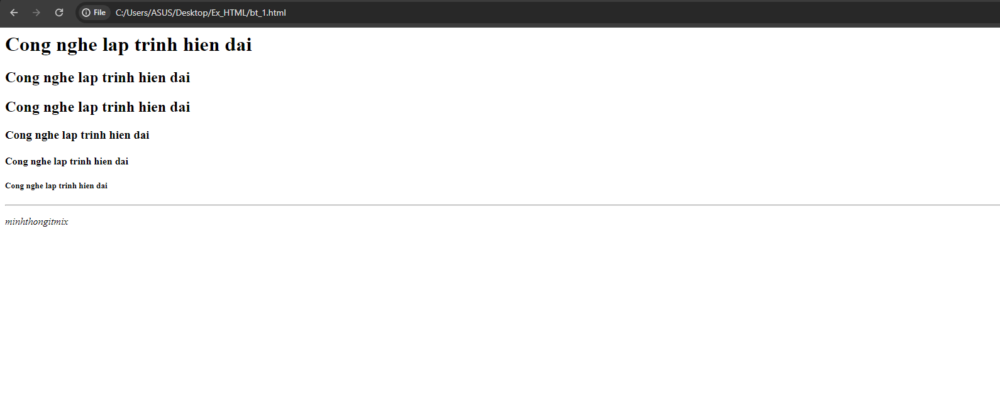 File C:/Users/ASUS/Desktop/Ex_HTML/bt_1.html
Cong nghe lap trinh hien dai
Cong nghe lap trinh hien dai
Cong nghe lap trinh hien dai
Cong nghe lap trinh hien dai
Cong nghe lap trinh hien dai
Cong nghe lap trinh hien dai
minhthongitmix